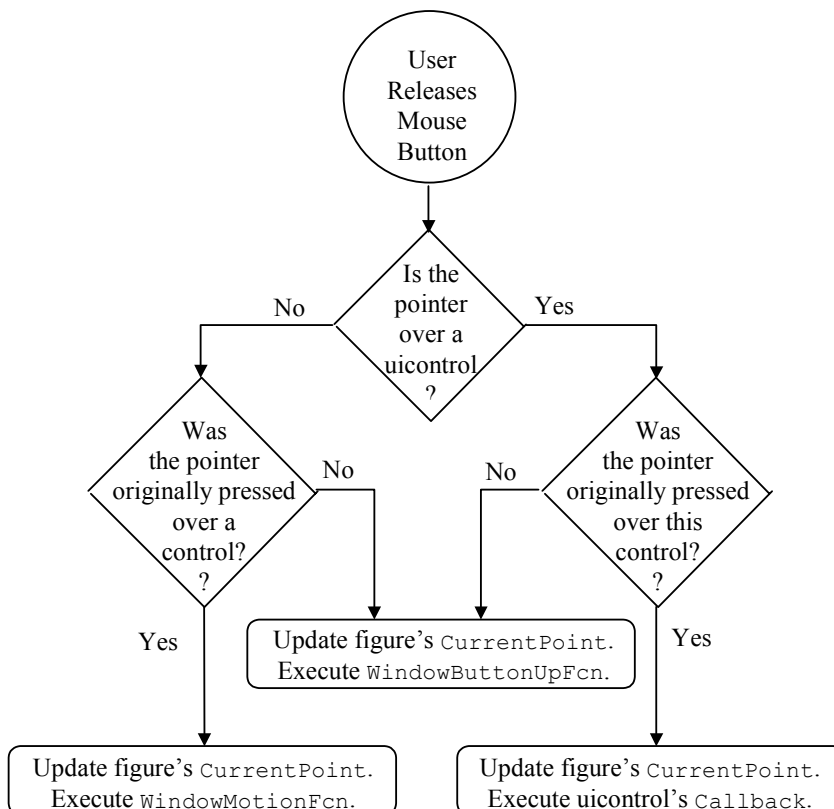 User
Releases
Mouse
Button
Is the
pointer
over a
uicontrol
?
No
Yes
Was
the pointer
originally pressed
over a
control?
?
No
No
Was
the pointer
originally pressed
over this
control?
?
Yes
Update figure’s CurrentPoint.
Execute WindowButtonUpFcn.
Yes
Update figure’s CurrentPoint.
Execute WindowMotionFcn.
Update figure’s CurrentPoint.
Execute uicontrol’s Callback.